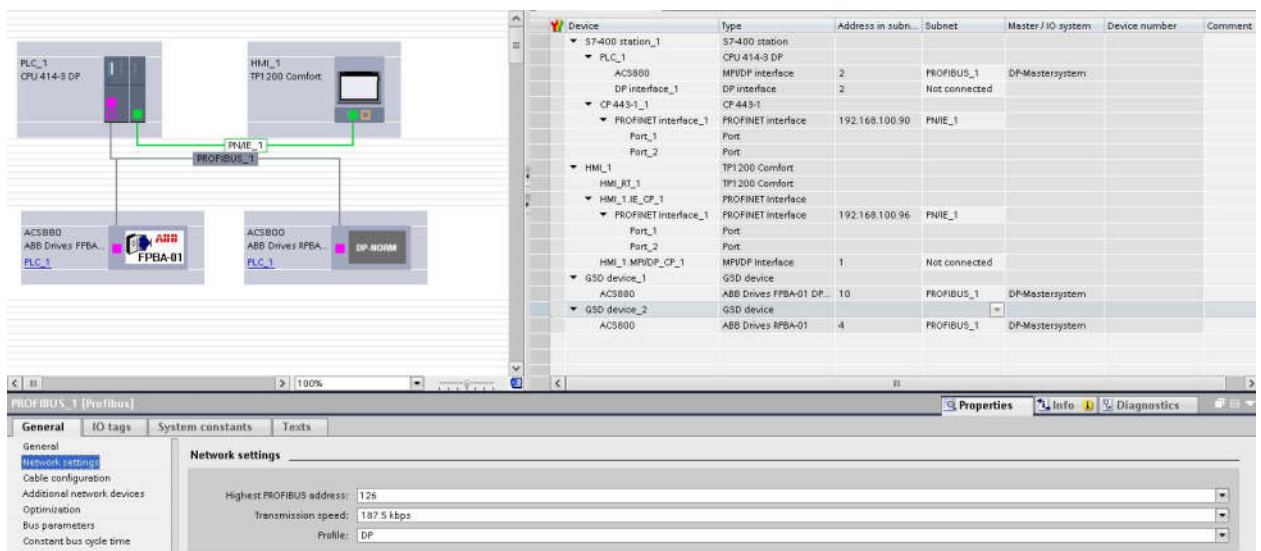 PLC_1
CPU 414-3 DP
HMI_1
TP1200 Comfort
PN/IE_1
PROFIBUS_1
ACS880
ABB Drives FPBA...
PLC_1
ABB
FPBA-01
ACS800
ABB Drives RPBA...
PLC_1
DP-NORM
100%
Device Type Address in subn... Subnet Master / IO system Device number Comment
S7-400 station_1 S7-400 station
PLC_1 CPU 414-3 DP
ACS880 MPI/DP interface 2 PROFIBUS_1 DP-Mastersystem
DP interface_1 DP interface 2 Not connected
CP 443-1_1 CP 443-1
PROFINET interface_1 PROFINET interface 192.168.100.90 PN/IE_1
Port_1 Port
Port_2 Port
HMI_1 TP1200 Comfort
HMI_RT_1 TP1200 Comfort
HMI_1.IE_CP_1 PROFINET interface
PROFINET Interface_1 PROFINET interface 192.168.100.96 PN/IE_1
Port_1 Port
Port_2 Port
HMI_1.MPI/DP_CP_1 MPI/DP interface 1 Not connected
GSD device_1 GSD device
ACS880 ABB Drives FPBA-01 DP... 10 PROFIBUS_1 DP-Mastersystem
GSD device_2 GSD device
ACS800 ABB Drives RPBA-01 4 PROFIBUS_1 DP-Mastersystem
PROFIBUS_1 [Profibus]
Properties Info Diagnostics
General IO tags System constants Texts
General
Network settings
Cable configuration
Additional network devices
Optimization
Bus parameters
Constant bus cycle time
Network settings
Highest PROFIBUS address: 126
Transmission speed: 187.5 kbps
Profile: DP